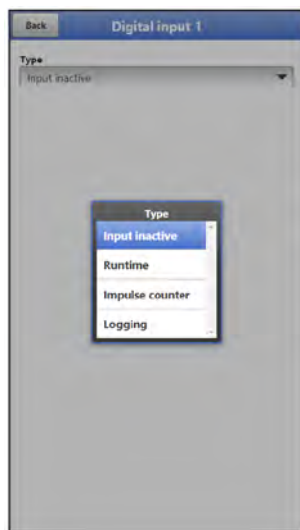 Back
Digital input 1
Type
Input inactive
Type
Input inactive
Runtime
Impulse counter
Logging